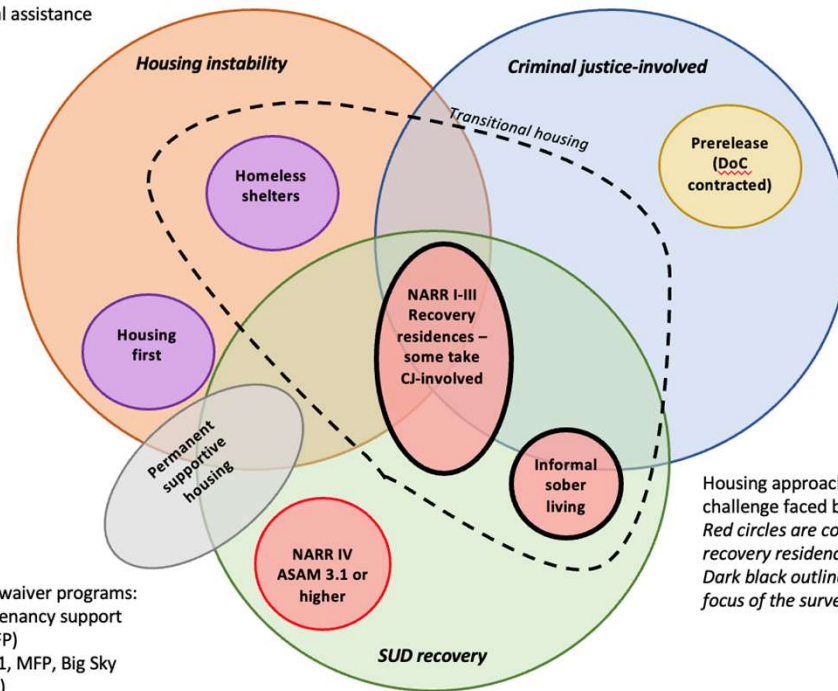 al assistance
Housing instability
Criminal justice-involved
Transitional housing
Prerelease
(DoC
contracted)
Homeless
shelters
NARR I-III
Recovery
residences –
some take
CJ-involved
Housing
first
Permanent
supportive
housing
Informal
sober
living
Housing approac
challenge faced b
Red circles are co
recovery residenc
Dark black outlin
focus of the surve
NARR IV
ASAM 3.1 or
higher
waiver programs:
enancy support
FP)
1, MFP, Big Sky
)
SUD recovery